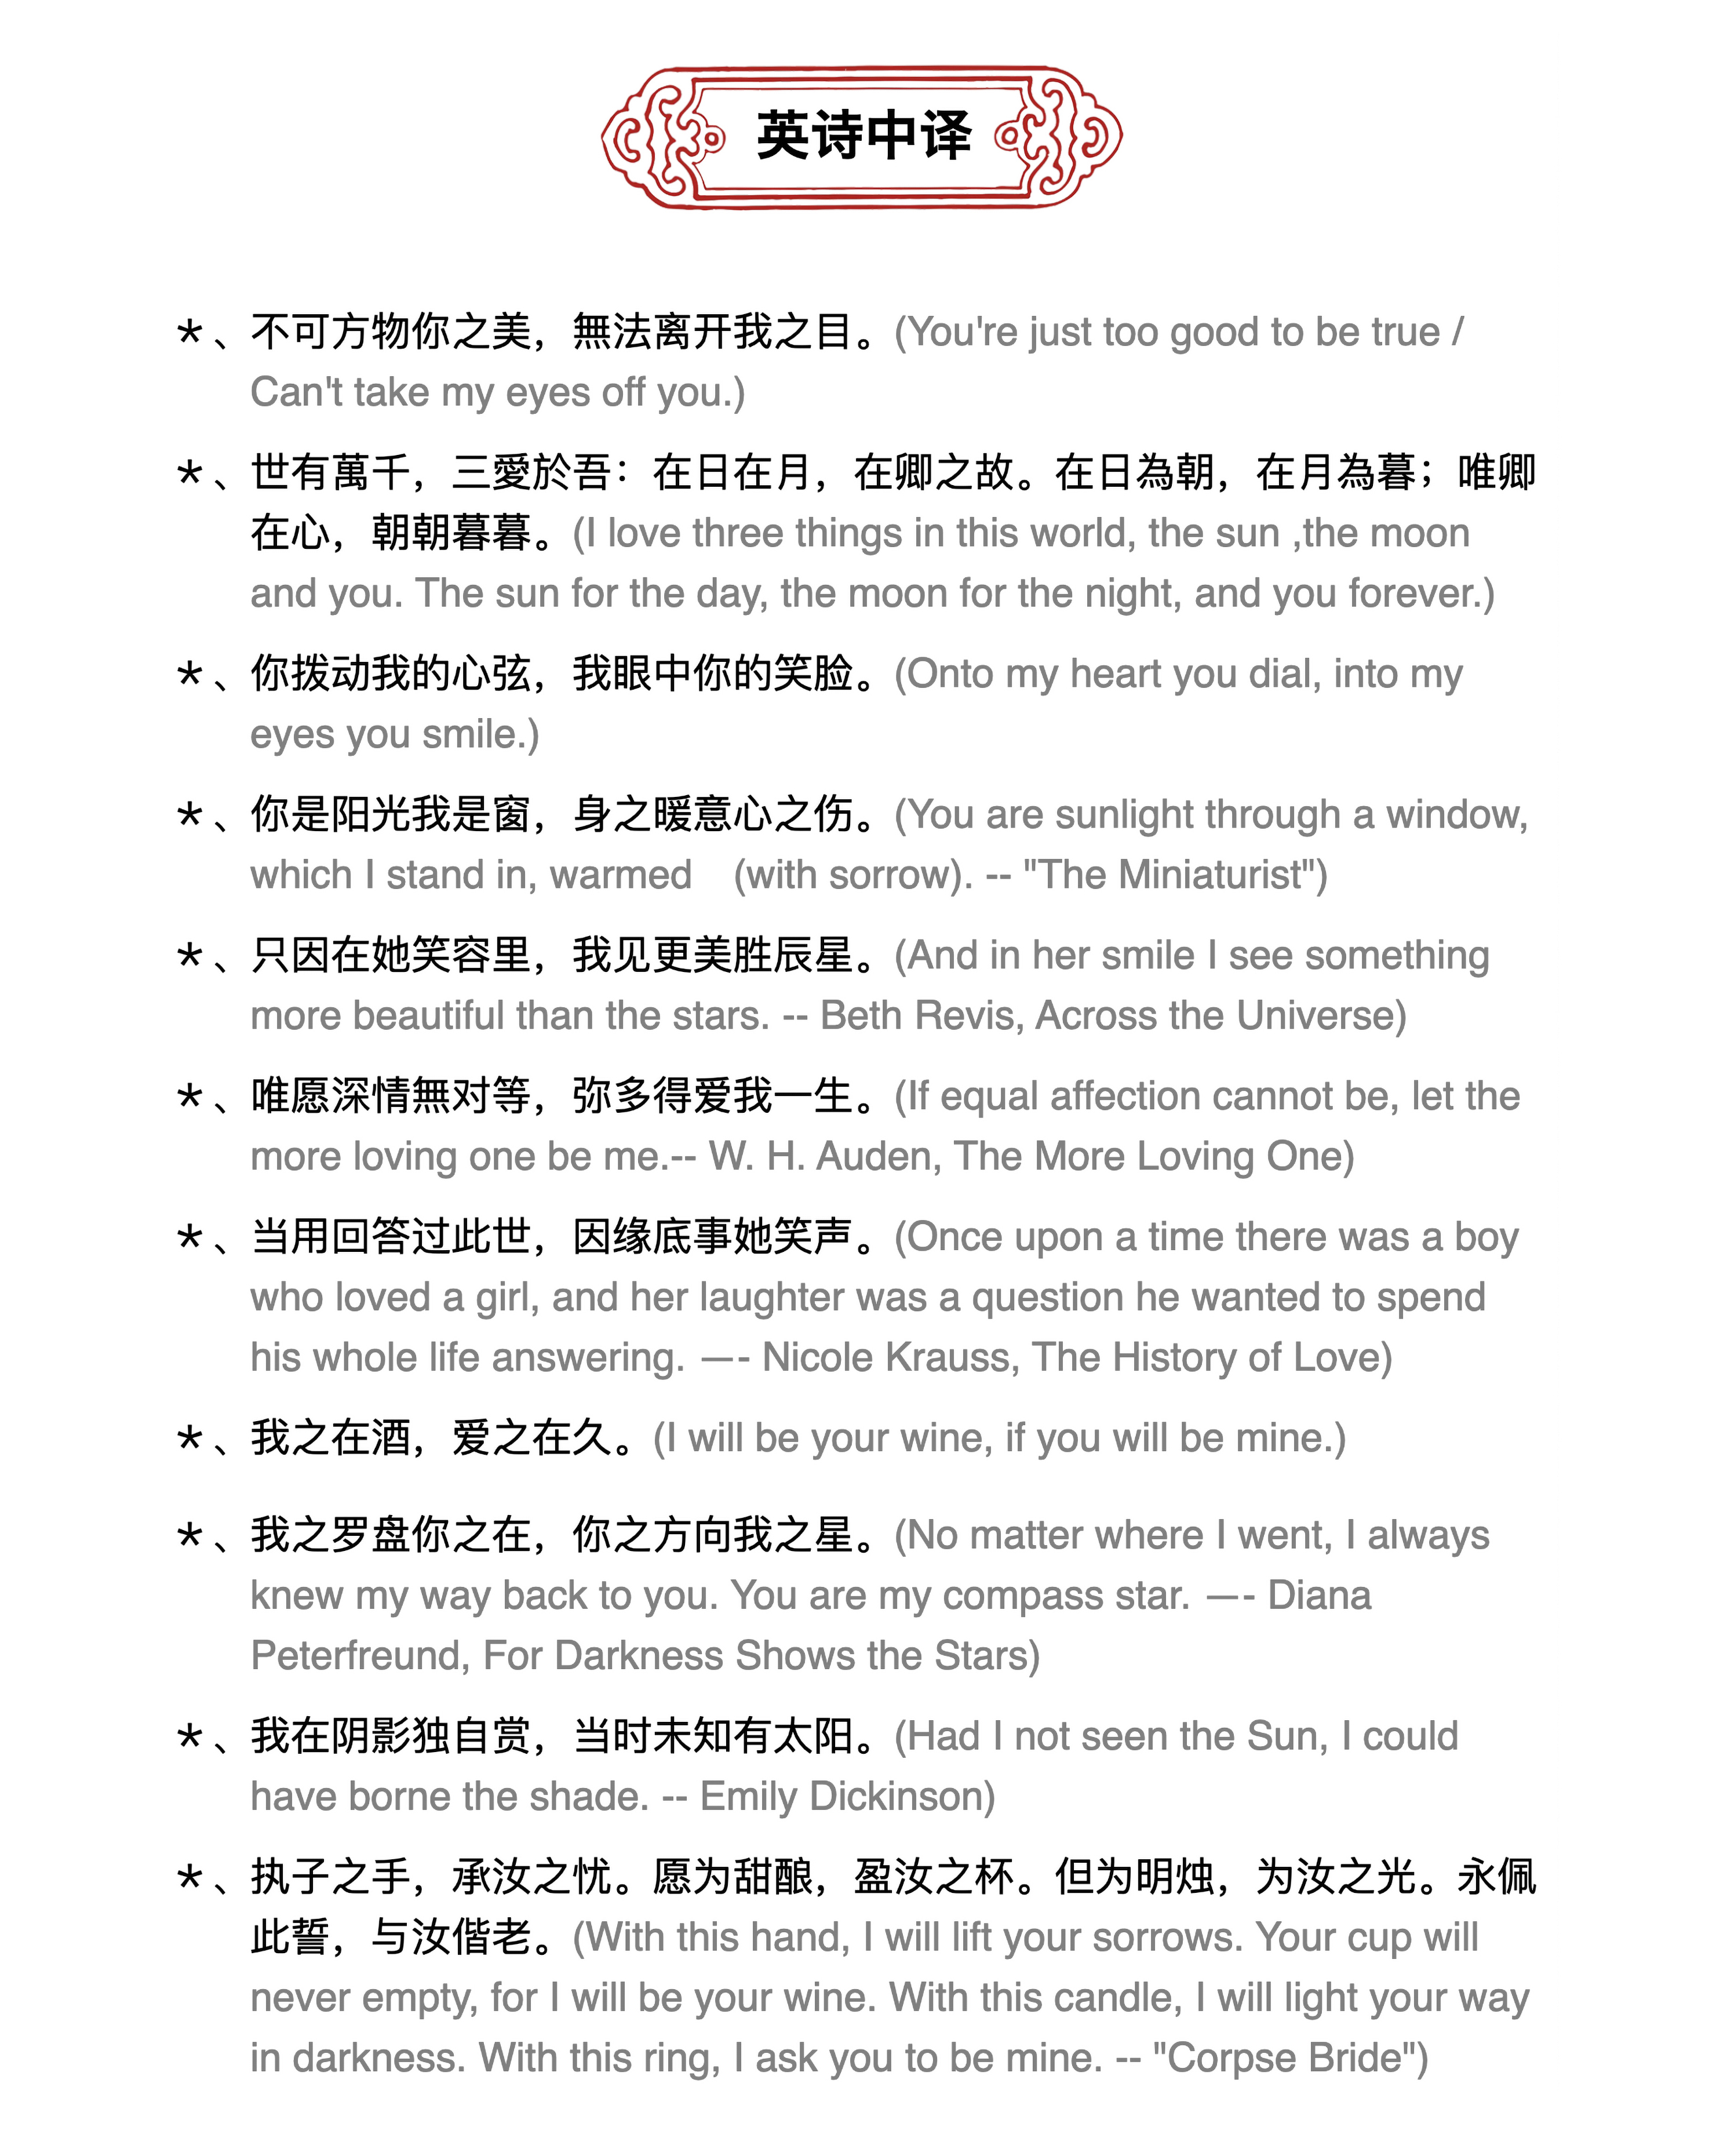 英诗中译
*、不可方物你之美，無法离开我之目。(You're just too good to be true /
Can't take my eyes off you.)
*、世有萬千，三愛於吾：在日在月，在卿之故。在日為朝，在月為暮；唯卿
在心，朝朝暮暮。(I love three things in this world, the sun ,the moon
and you. The sun for the day, the moon for the night, and you forever.)
*、你拨动我的心弦，我眼中你的笑脸。(Onto my heart you dial, into my
eyes you smile.)
*、你是阳光我是窗，身之暖意心之伤。(You are sunlight through a window,
which I stand in, warmed　(with sorrow). -- "The Miniaturist")
*、只因在她笑容里，我见更美胜辰星。(And in her smile I see something
more beautiful than the stars. -- Beth Revis, Across the Universe)
*、唯愿深情無对等，弥多得爱我一生。(If equal affection cannot be, let the
more loving one be me.-- W. H. Auden, The More Loving One)
*、当用回答过此世，因缘底事她笑声。(Once upon a time there was a boy
who loved a girl, and her laughter was a question he wanted to spend
his whole life answering. —- Nicole Krauss, The History of Love)
*、我之在酒，爱之在久。(I will be your wine, if you will be mine.)
*、我之罗盘你之在，你之方向我之星。(No matter where I went, I always
knew my way back to you. You are my compass star. —- Diana
Peterfreund, For Darkness Shows the Stars)
*、我在阴影独自赏，当时未知有太阳。(Had I not seen the Sun, I could
have borne the shade. -- Emily Dickinson)
*、执子之手，承汝之忧。愿为甜酿，盈汝之杯。但为明烛，为汝之光。永佩
此誓，与汝偕老。(With this hand, I will lift your sorrows. Your cup will
never empty, for I will be your wine. With this candle, I will light your way
in darkness. With this ring, I ask you to be mine. -- "Corpse Bride")